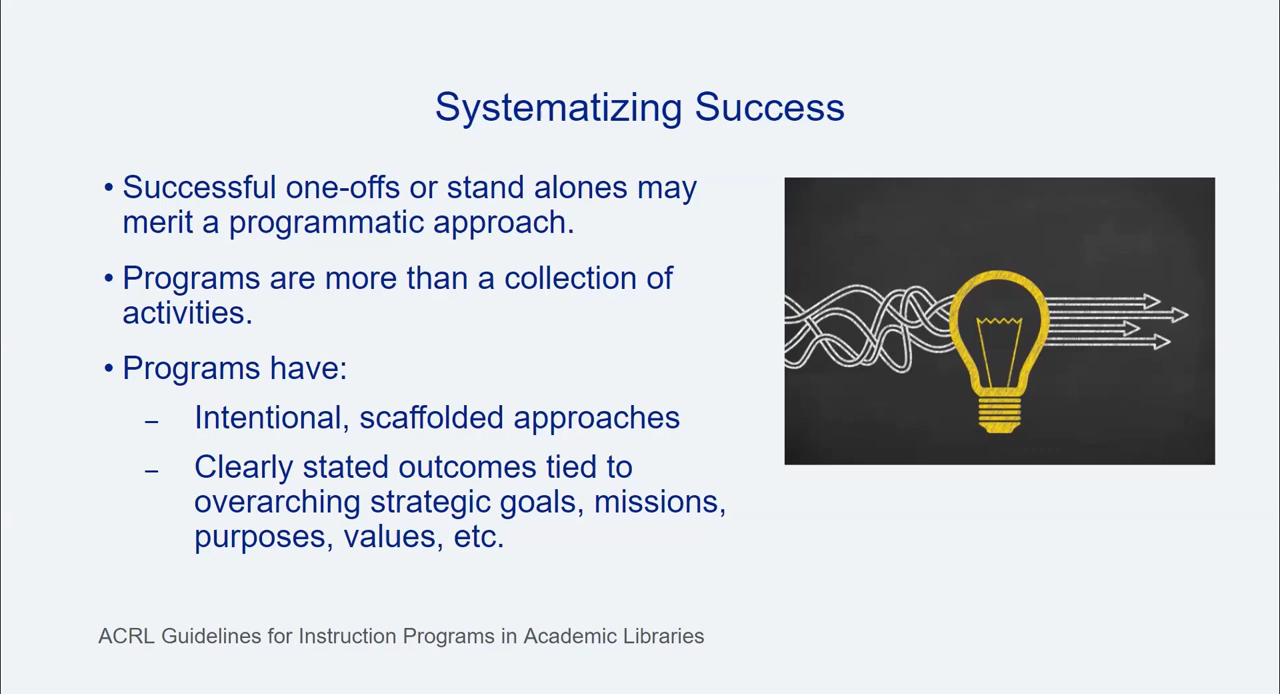 Systematizing Success
• Successful one-offs or stand alones may
merit a programmatic approach.
• Programs are more than a collection of
activities.
• Programs have:
– Intentional, scaffolded approaches
– Clearly stated outcomes tied to
overarching strategic goals, missions,
purposes, values, etc.
ACRL Guidelines for Instruction Programs in Academic Libraries